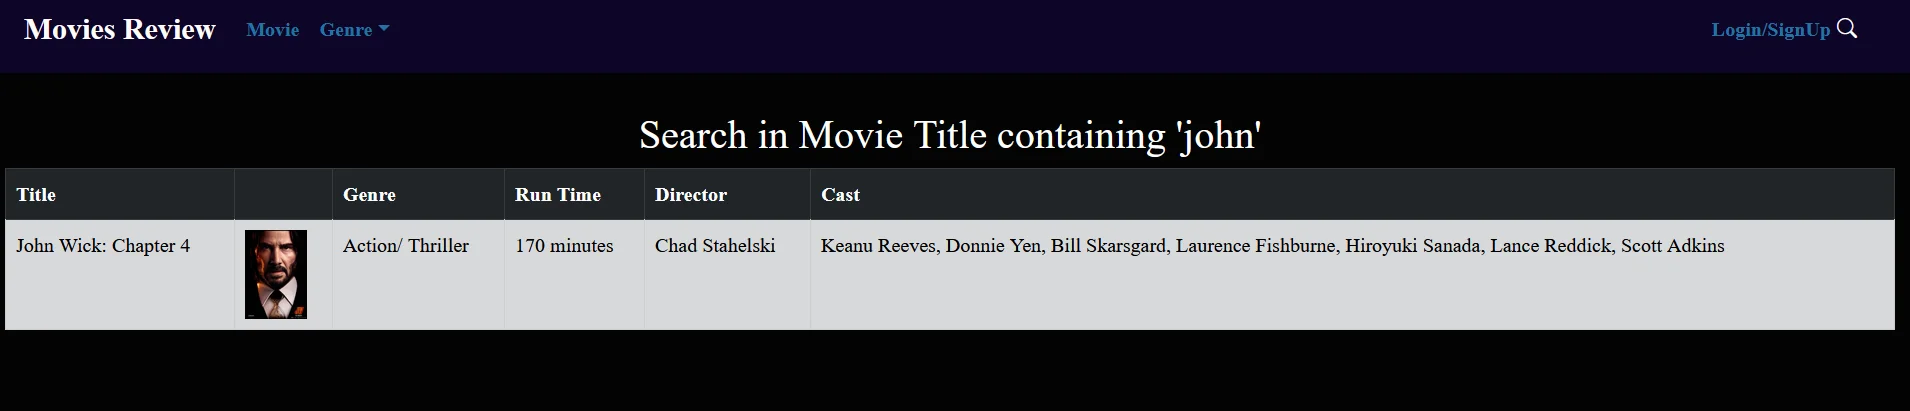 Movies Review Movie Genre Login/SignUp
Search in Movie Title containing 'john'
Title Genre Run Time Director Cast
John Wick: Chapter 4 Action/ Thriller 170 minutes Chad Stahelski Keanu Reeves, Donnie Yen, Bill Skarsgard, Laurence Fishburne, Hiroyuki Sanada, Lance Reddick, Scott Adkins